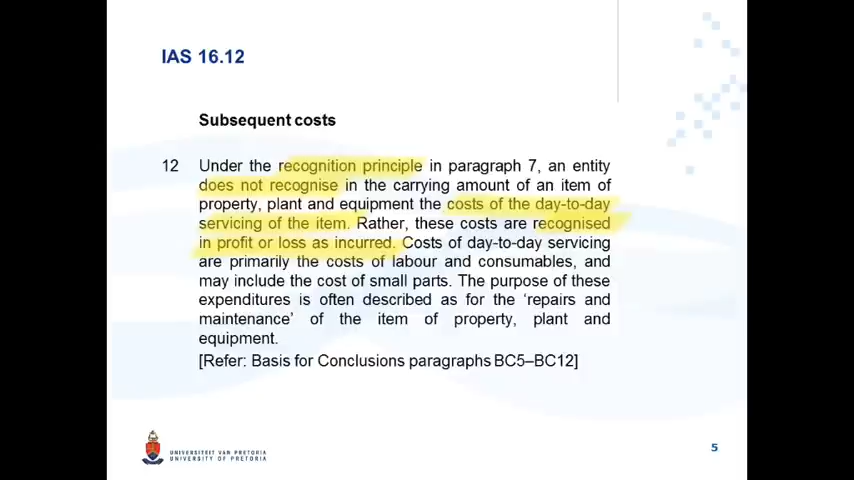 IAS 16.12
Subsequent costs
12 Under the recognition principle in paragraph 7, an entity
does not recognise in the carrying amount of an item of
property, plant and equipment the costs of the day-to-day
servicing of the item. Rather, these costs are recognised
in profit or loss as incurred. Costs of day-to-day servicing
are primarily the costs of labour and consumables, and
may include the cost of small parts. The purpose of these
expenditures is often described as for the ‘repairs and
maintenance’ of the item of property, plant and
equipment.
[Refer: Basis for Conclusions paragraphs BC5–BC12]
UNIVERSITEIT VAN PRETORIA
UNIVERSITY OF PRETORIA
5